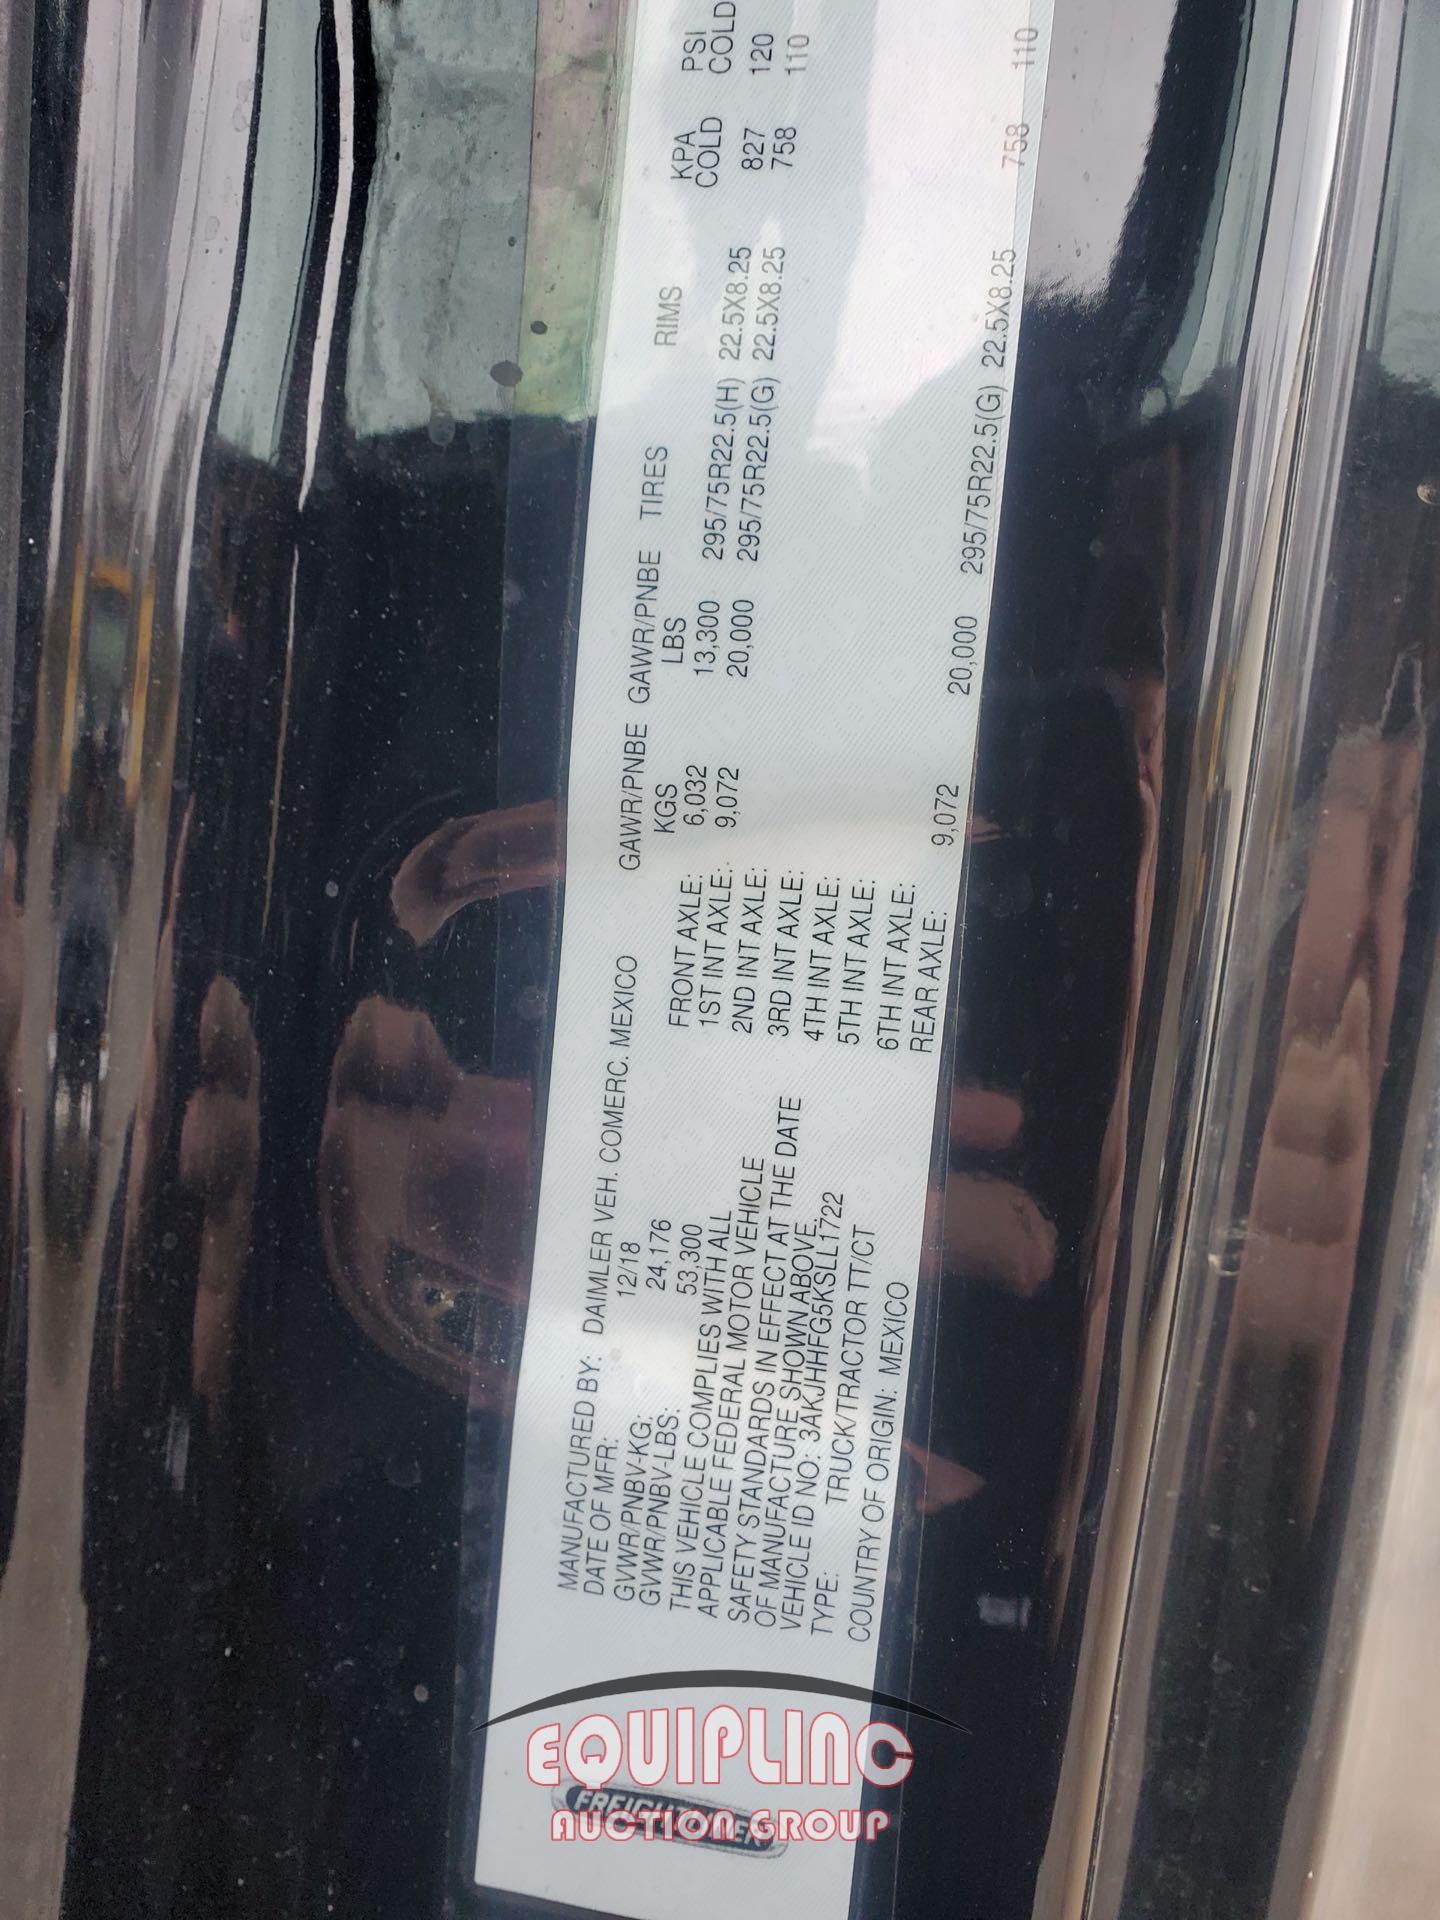 MANUFACTURED BY: DAIMLER VEH. COMERC. MEXICO
DATE OF MFR: 12/18
GVWR/PNBV-KG: 24,176
GVWR/PNBV-LBS: 53,300
THIS VEHICLE COMPLIES WITH ALL
APPLICABLE FEDERAL MOTOR VEHICLE
SAFETY STANDARDS IN EFFECT AT THE DATE
OF MANUFACTURE SHOWN ABOVE.
VEHICLE ID NO: 3AKJHHFG5KSLL1722
TYPE: TRUCK/TRACTOR TT/CT
COUNTRY OF ORIGIN: MEXICO
GAWR/PNBE GAWR/PNBE TIRES RIMS KPA PSI
KGS LBS COLD COLD
FRONT AXLE: 6,032 13,300 295/75R22.5(H) 22.5X8.25 827 120
1ST INT AXLE: 9,072 20,000 295/75R22.5(G) 22.5X8.25 758 110
2ND INT AXLE:
3RD INT AXLE:
4TH INT AXLE:
5TH INT AXLE:
6TH INT AXLE:
REAR AXLE: 9,072 20,000 295/75R22.5(G) 22.5X8.25 758 110
FREIGHTLINER
EQUIPLINC
AUCTION GROUP